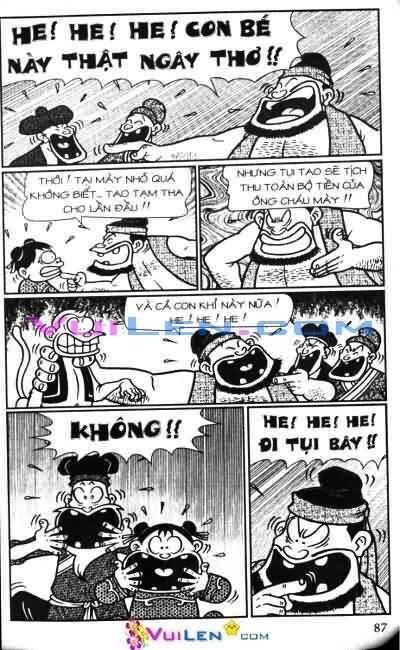 HE! HE! HE! CON BÉ
NÀY THẬT NGÂY THƠ!!
THÔI! TẠI MÀY NHỎ QUÁ
KHÔNG BIẾT... TAO TẠM THA
CHO LẦN ĐẦU!!
NHƯNG TỤI TAO SẼ TỊCH
THU TOÀN BỘ TIỀN CỦA
ÔNG CHÁU MÀY!!
VÀ CẢ CON KHỈ NÀY NỮA!
HE! HE! HE!
VUILEN.COM
KHÔNG!!
HE! HE! HE!
ĐI TỤI BÂY!!
87
VUILEN.COM